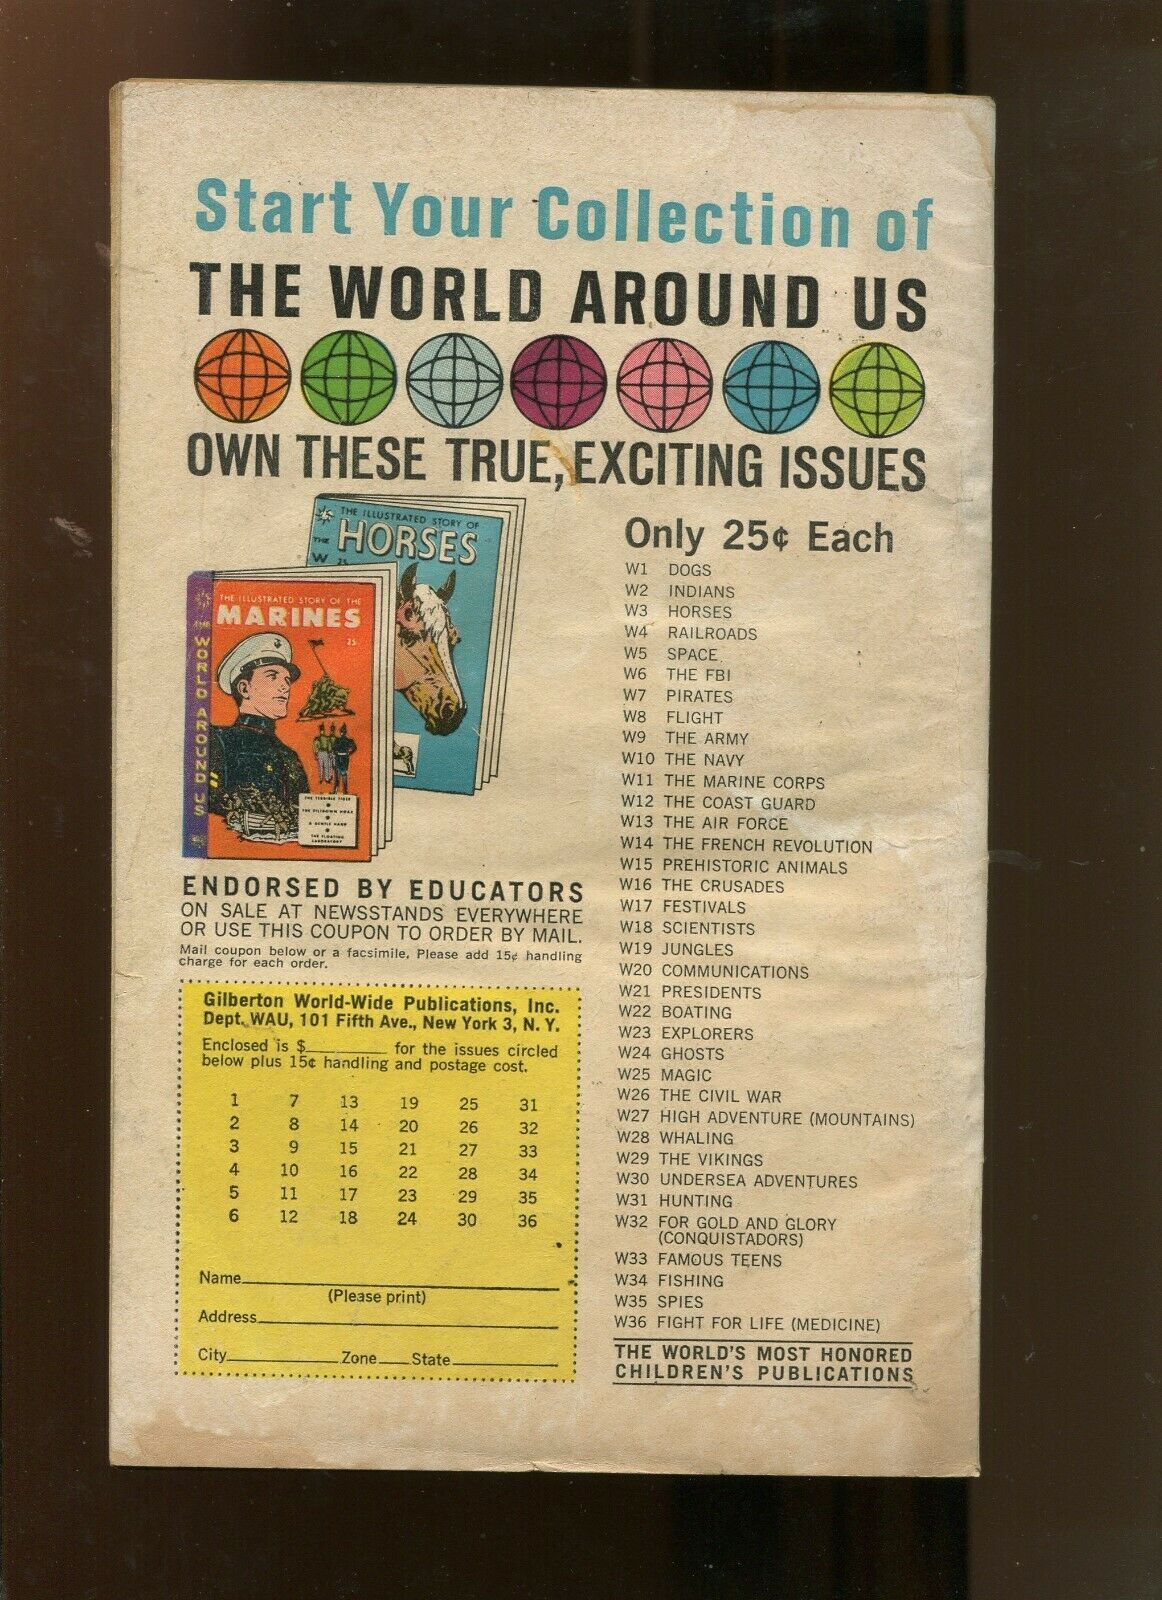 Start Your Collection of
THE WORLD AROUND US
OWN THESE TRUE, EXCITING ISSUES
THE ILLUSTRATED STORY OF
HORSES
THE
W
25
THE ILLUSTRATED STORY OF THE
MARINES
25
THE WORLD AROUND US
Only 25¢ Each
W1 DOGS
W2 INDIANS
W3 HORSES
W4 RAILROADS
W5 SPACE
W6 THE FBI
W7 PIRATES
W8 FLIGHT
W9 THE ARMY
W10 THE NAVY
W11 THE MARINE CORPS
W12 THE COAST GUARD
W13 THE AIR FORCE
W14 THE FRENCH REVOLUTION
W15 PREHISTORIC ANIMALS
W16 THE CRUSADES
W17 FESTIVALS
W18 SCIENTISTS
W19 JUNGLES
W20 COMMUNICATIONS
W21 PRESIDENTS
W22 BOATING
W23 EXPLORERS
W24 GHOSTS
W25 MAGIC
W26 THE CIVIL WAR
W27 HIGH ADVENTURE (MOUNTAINS)
W28 WHALING
W29 THE VIKINGS
W30 UNDERSEA ADVENTURES
W31 HUNTING
W32 FOR GOLD AND GLORY
(CONQUISTADORS)
W33 FAMOUS TEENS
W34 FISHING
W35 SPIES
W36 FIGHT FOR LIFE (MEDICINE)
THE WORLD'S MOST HONORED
CHILDREN'S PUBLICATIONS
ENDORSED BY EDUCATORS
ON SALE AT NEWSSTANDS EVERYWHERE
OR USE THIS COUPON TO ORDER BY MAIL.
Mail coupon below or a facsimile. Please add 15¢ handling
charge for each order.
Gilberton World-Wide Publications, Inc.
Dept. WAU, 101 Fifth Ave., New York 3, N. Y.
Enclosed is $________ for the issues circled
below plus 15¢ handling and postage cost.
1 7 13 19 25 31
2 8 14 20 26 32
3 9 15 21 27 33
4 10 16 22 28 34
5 11 17 23 29 35
6 12 18 24 30 36
Name
(Please print)
Address
City Zone State